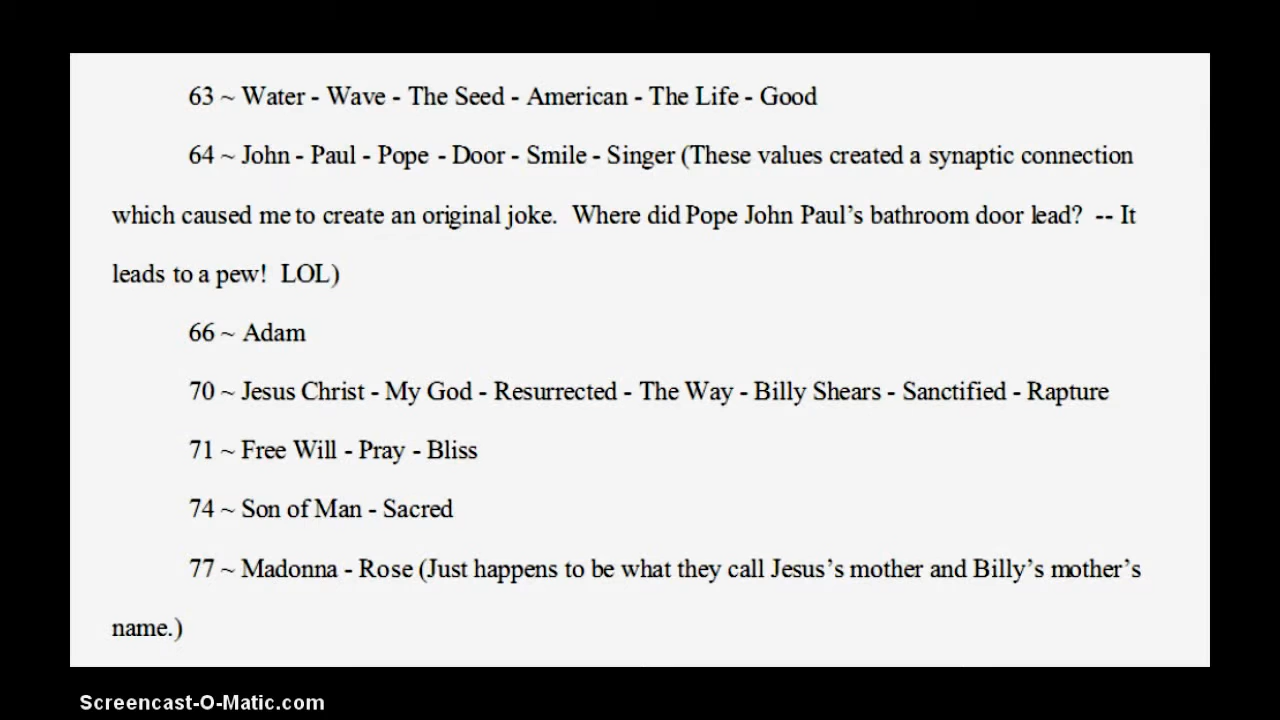 63 ~ Water - Wave - The Seed - American - The Life - Good
64 ~ John - Paul - Pope - Door - Smile - Singer (These values created a synaptic connection
which caused me to create an original joke.  Where did Pope John Paul’s bathroom door lead?  -- It
leads to a pew!  LOL)
66 ~ Adam
70 ~ Jesus Christ - My God - Resurrected - The Way - Billy Shears - Sanctified - Rapture
71 ~ Free Will - Pray - Bliss
74 ~ Son of Man - Sacred
77 ~ Madonna - Rose (Just happens to be what they call Jesus’s mother and Billy’s mother’s
name.)
Screencast-O-Matic.com